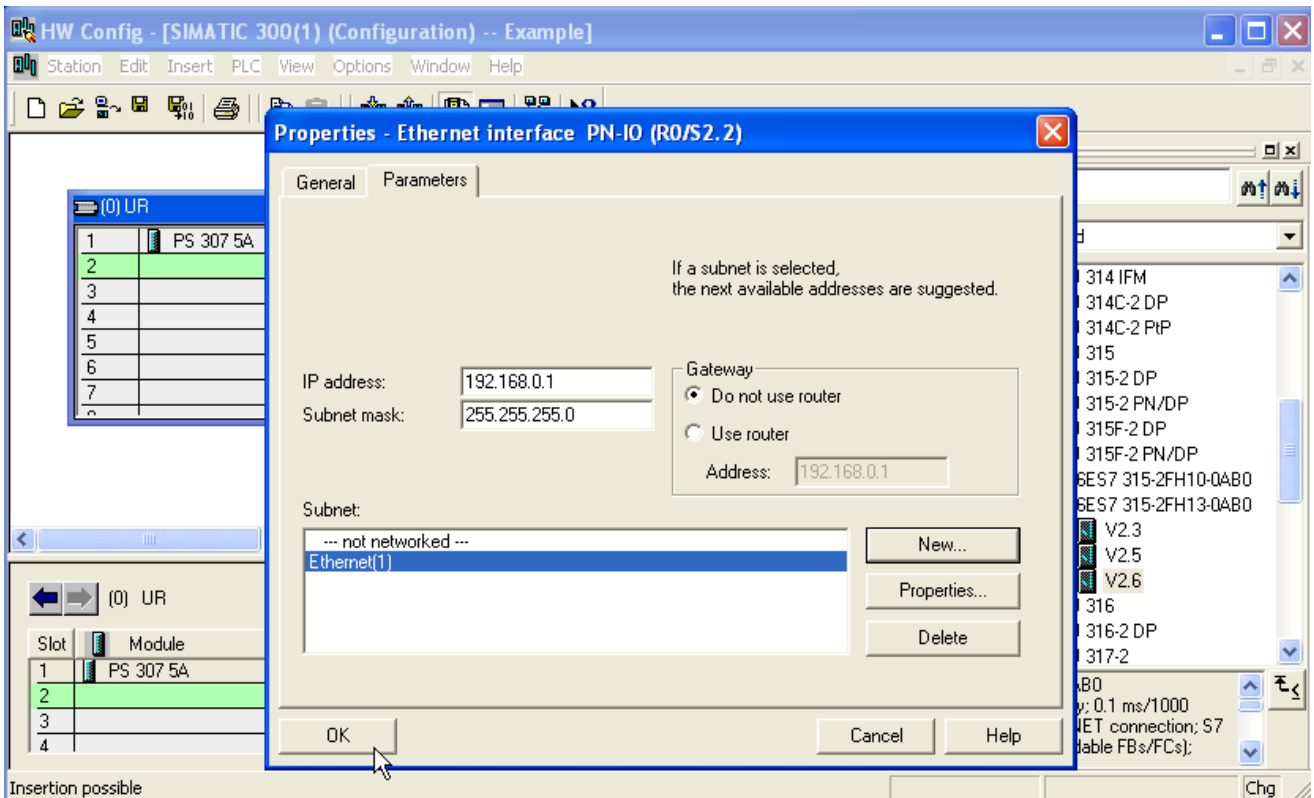 HW Config - [SIMATIC 300(1) (Configuration) -- Example]
Station Edit Insert PLC View Options Window Help
Properties - Ethernet interface PN-IO (R0/S2.2)
General Parameters
(0) UR
1 PS 307 5A
2
3
4
5
6
7
If a subnet is selected,
the next available addresses are suggested.
IP address: 192.168.0.1
Subnet mask: 255.255.255.0
Gateway
Do not use router
Use router
Address: 192.168.0.1
Subnet:
--- not networked ---
Ethernet(1)
New...
Properties...
Delete
OK Cancel Help
314 IFM
314C-2 DP
314C-2 PtP
315
315-2 DP
315-2 PN/DP
315F-2 DP
315F-2 PN/DP
6ES7 315-2FH10-0AB0
6ES7 315-2FH13-0AB0
V2.3
V2.5
V2.6
316
316-2 DP
317-2
(0) UR
Slot Module
1 PS 307 5A
2
3
4
0.1 ms/1000
connection; S7
FBs/FCs);
Insertion possible
Chg